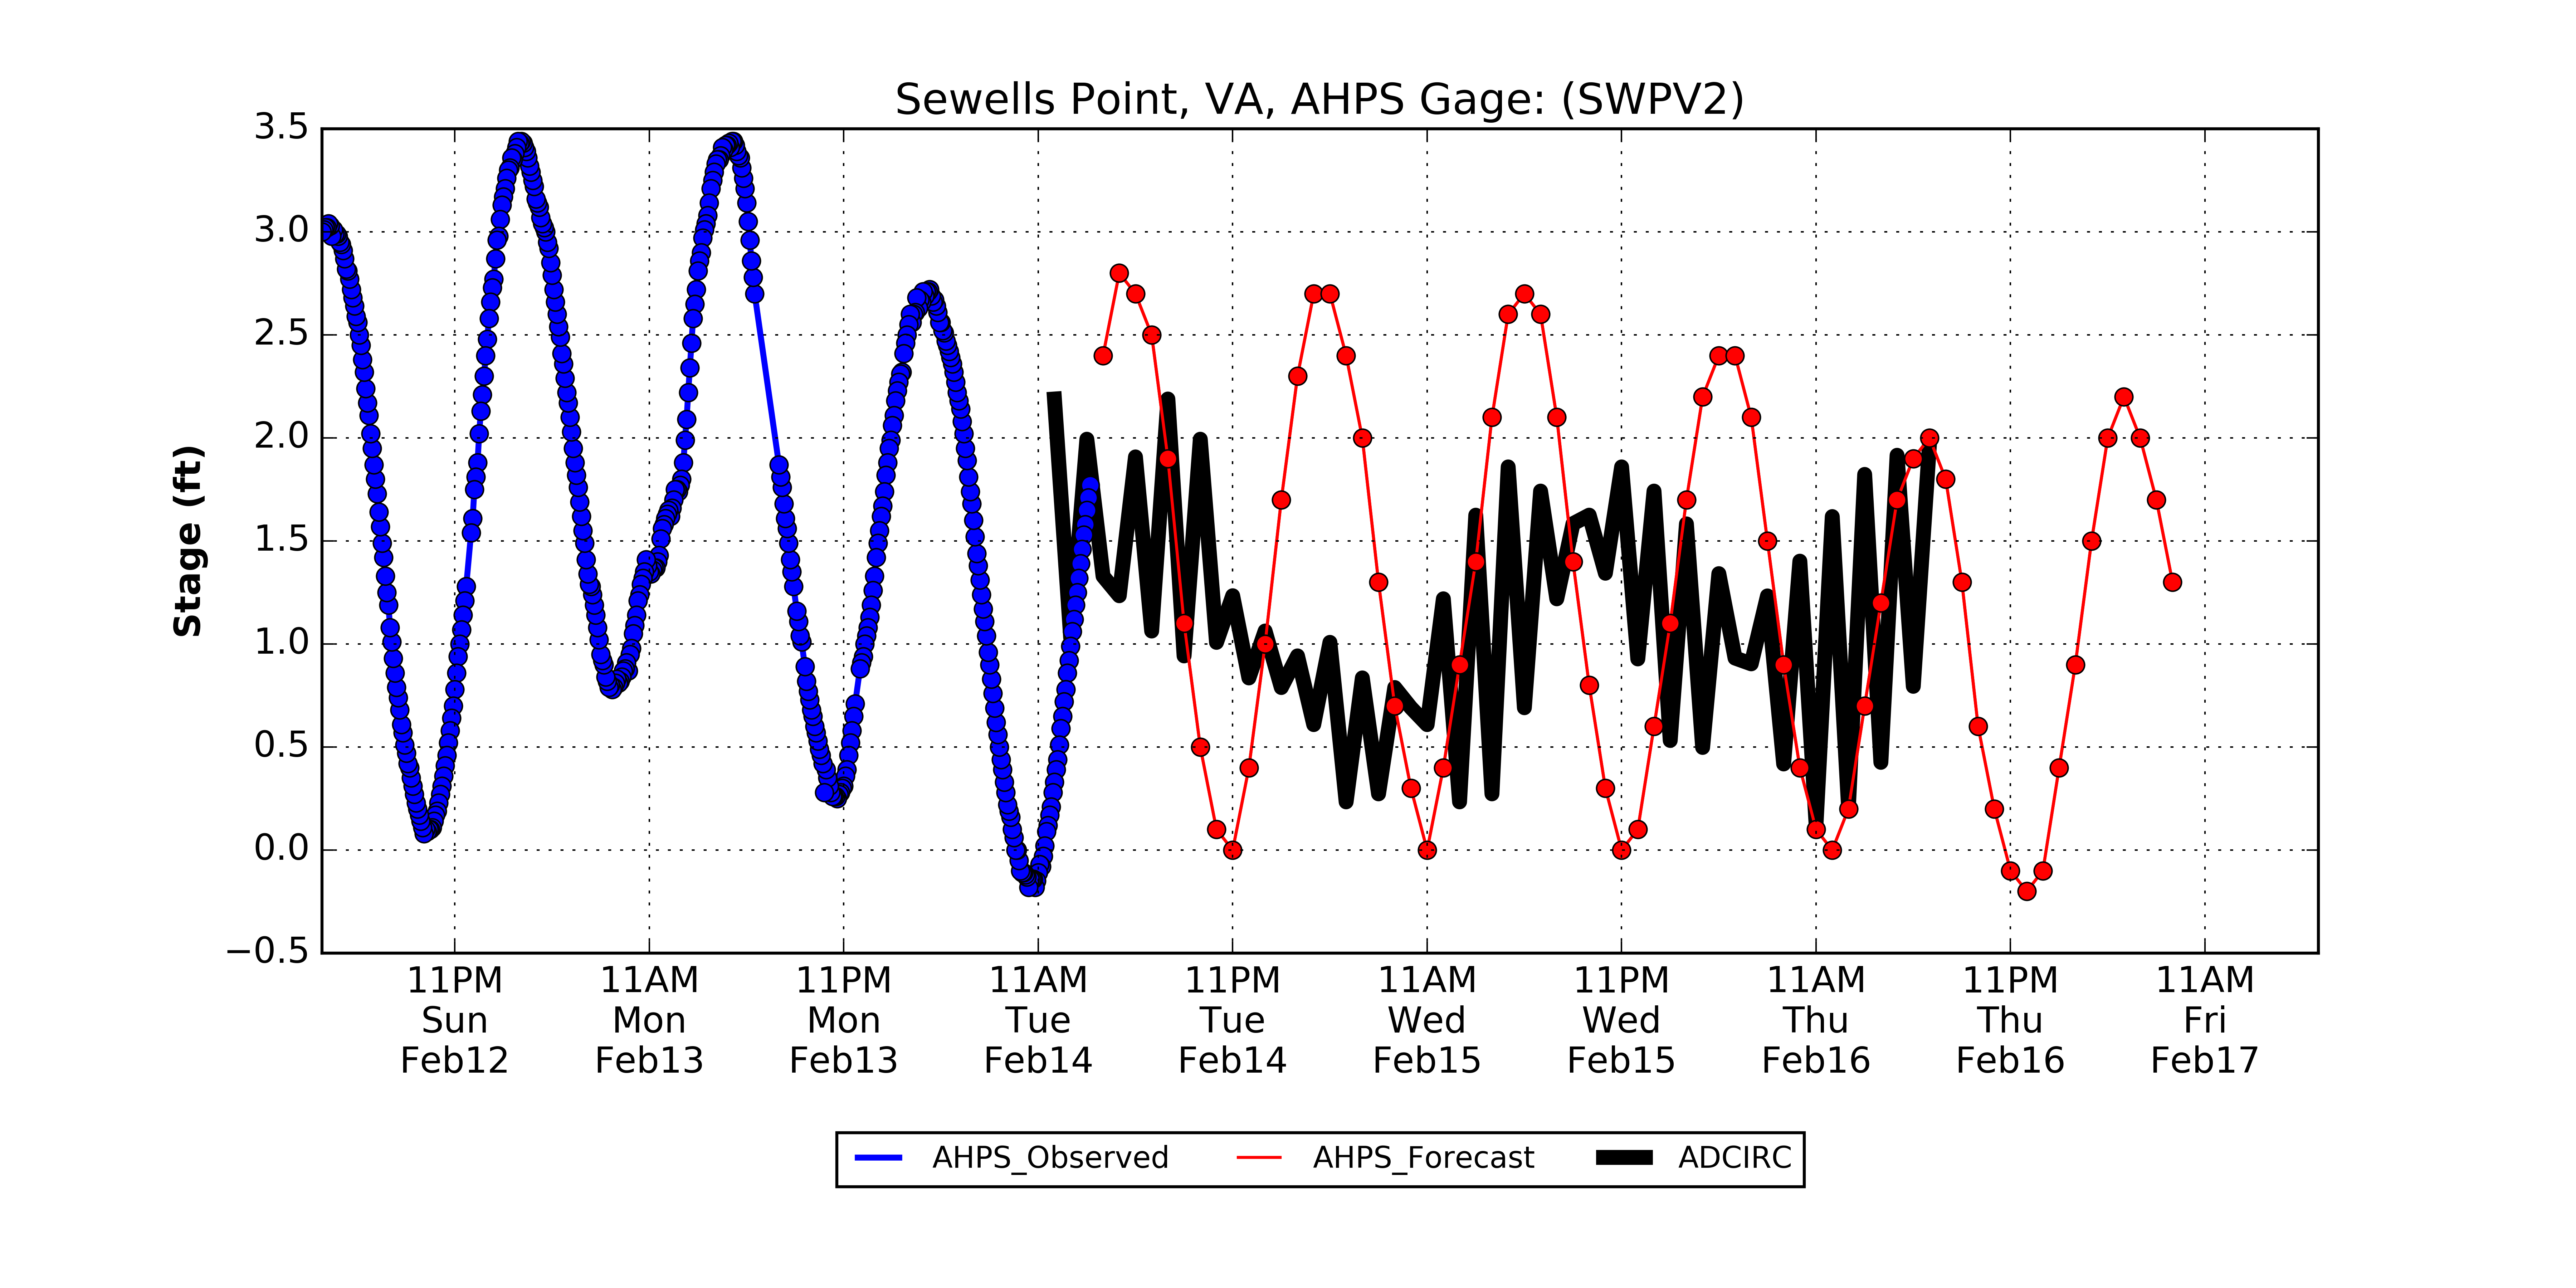 Sewells Point, VA, AHPS Gage: (SWPV2)
3.5
3.0
2.5
2.0
1.5
1.0
0.5
0.0
−0.5
Stage (ft)
11PM 11AM 11PM 11AM 11PM 11AM 11PM 11AM 11PM 11AM
Sun Mon Mon Tue Tue Wed Wed Thu Thu Fri
Feb12 Feb13 Feb13 Feb14 Feb14 Feb15 Feb15 Feb16 Feb16 Feb17
AHPS_Observed AHPS_Forecast ADCIRC